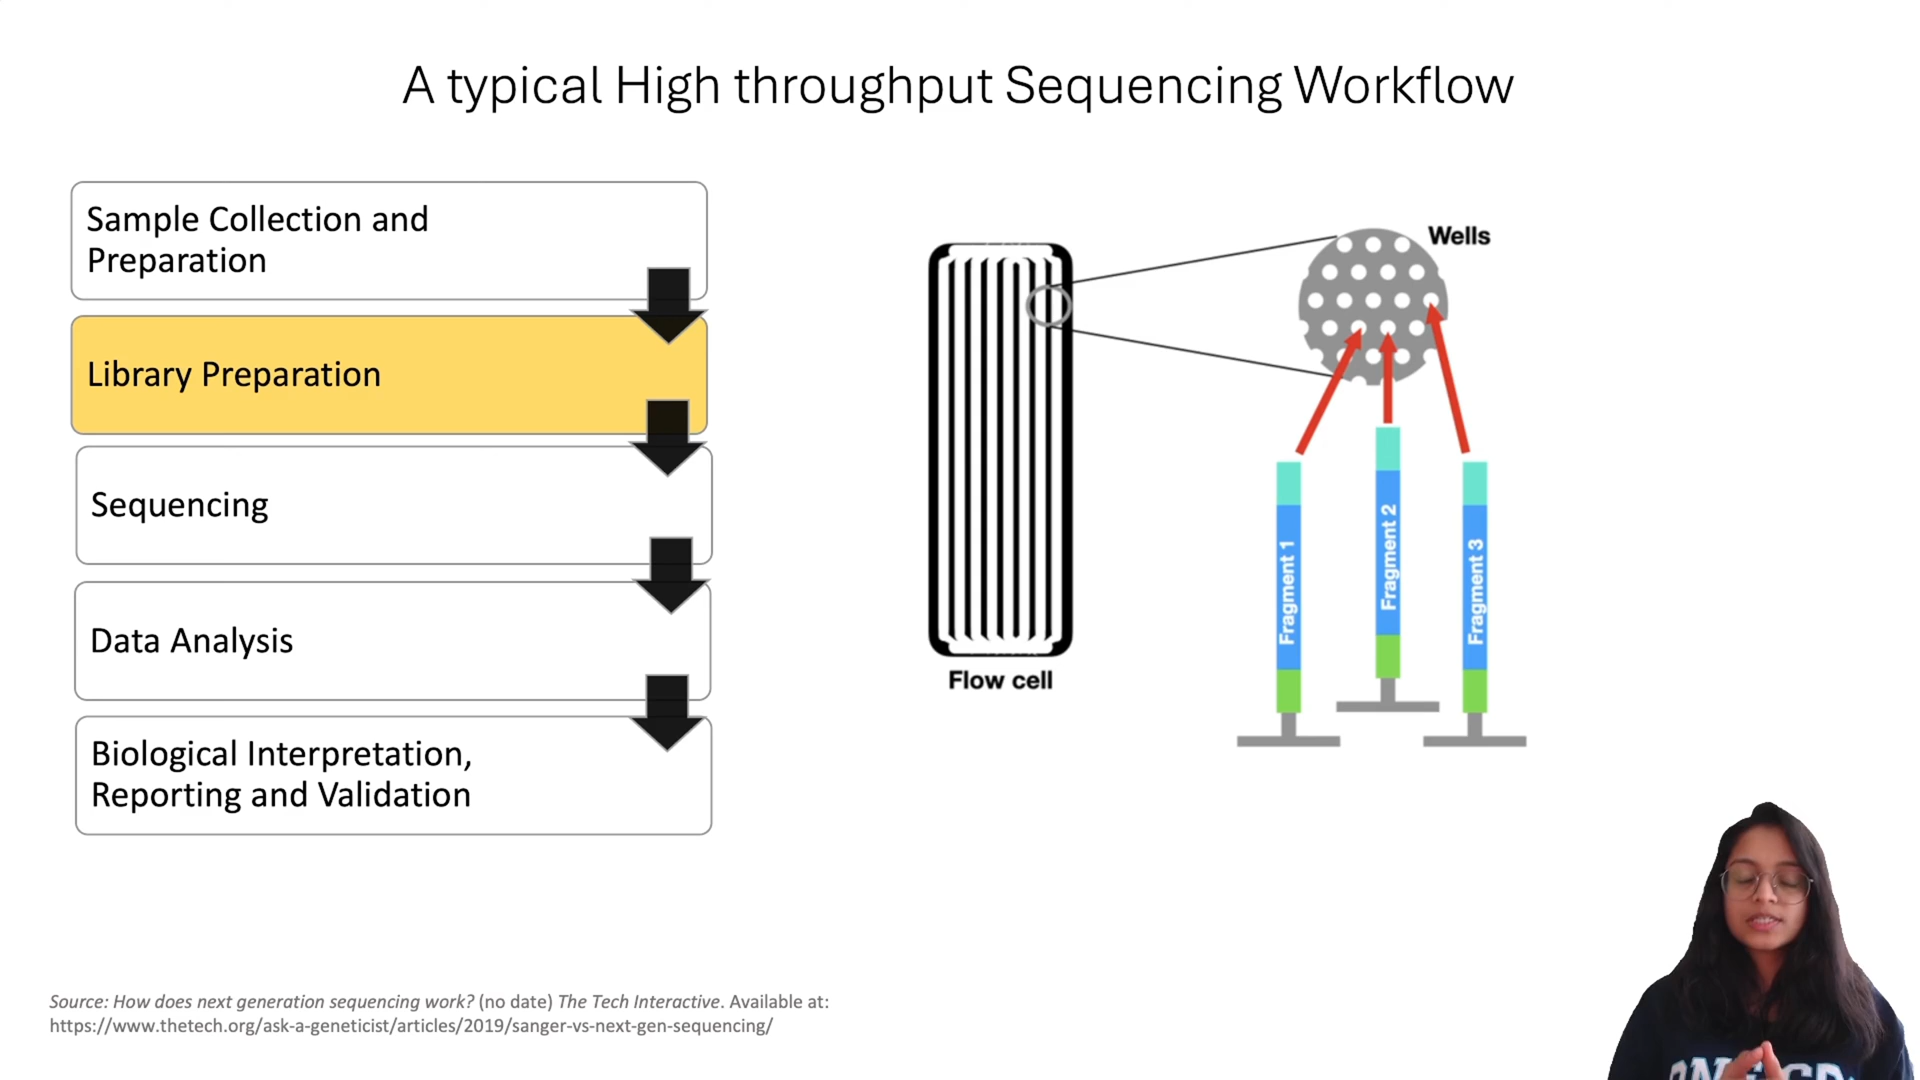 A typical High throughput Sequencing Workflow
Sample Collection and
Preparation
Library Preparation
Sequencing
Data Analysis
Biological Interpretation,
Reporting and Validation
Wells
Flow cell
Fragment 1
Fragment 2
Fragment 3
Source: How does next generation sequencing work? (no date) The Tech Interactive. Available at:
https://www.thetech.org/ask-a-geneticist/articles/2019/sanger-vs-next-gen-sequencing/